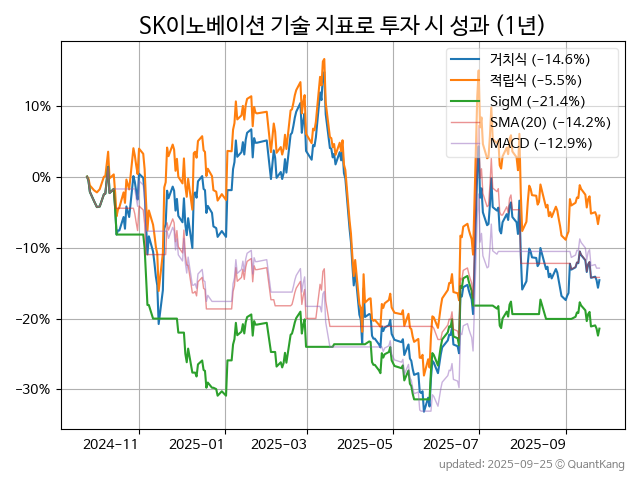 SK이노베이션 기술 지표로 투자 시 성과 (1년)
거치식 (−14.6%)
적립식 (−5.5%)
SigM (−21.4%)
SMA(20) (−14.2%)
MACD (−12.9%)
10%
0%
−10%
−20%
−30%
2024−11 2025−01 2025−03 2025−05 2025−07 2025−09
updated: 2025−09−25 © QuantKang